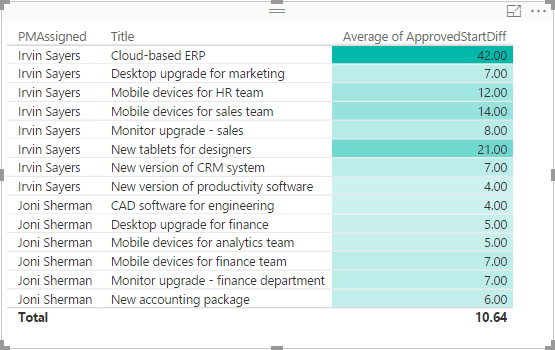 PMAssigned Title Average of ApprovedStartDiff
Irvin Sayers Cloud-based ERP 42.00
Irvin Sayers Desktop upgrade for marketing 7.00
Irvin Sayers Mobile devices for HR team 12.00
Irvin Sayers Mobile devices for sales team 14.00
Irvin Sayers Monitor upgrade - sales 8.00
Irvin Sayers New tablets for designers 21.00
Irvin Sayers New version of CRM system 7.00
Irvin Sayers New version of productivity software 4.00
Joni Sherman CAD software for engineering 4.00
Joni Sherman Desktop upgrade for finance 5.00
Joni Sherman Mobile devices for analytics team 5.00
Joni Sherman Mobile devices for finance team 7.00
Joni Sherman Monitor upgrade - finance department 7.00
Joni Sherman New accounting package 6.00
Total 10.64